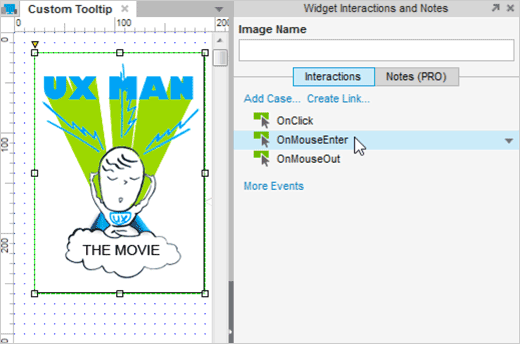 Custom Tooltip
Widget Interactions and Notes
0 100 200
0
100
200
Image Name
Interactions Notes (PRO)
Add Case... Create Link...
OnClick
OnMouseEnter
OnMouseOut
More Events
UX MAN
UX
THE MOVIE